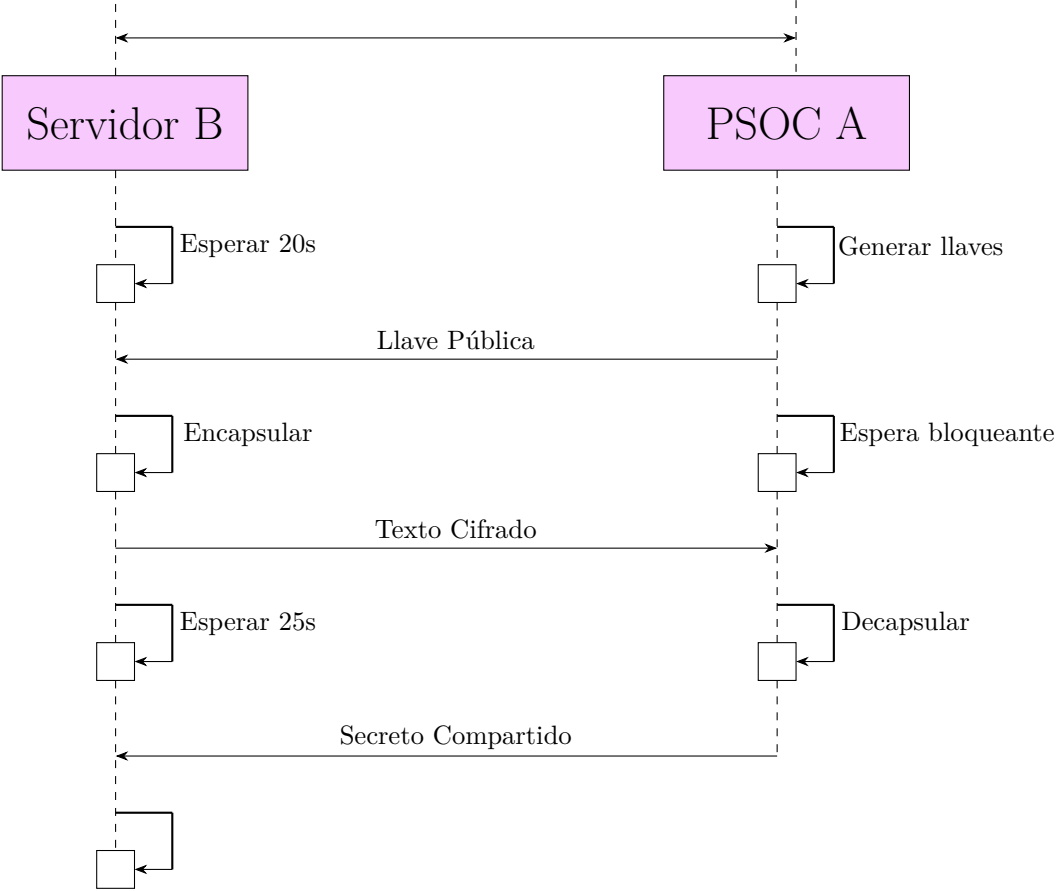 Servidor B
PSOC A
Esperar 20s
Generar llaves
Llave Pública
Encapsular
Espera bloqueante
Texto Cifrado
Esperar 25s
Decapsular
Secreto Compartido